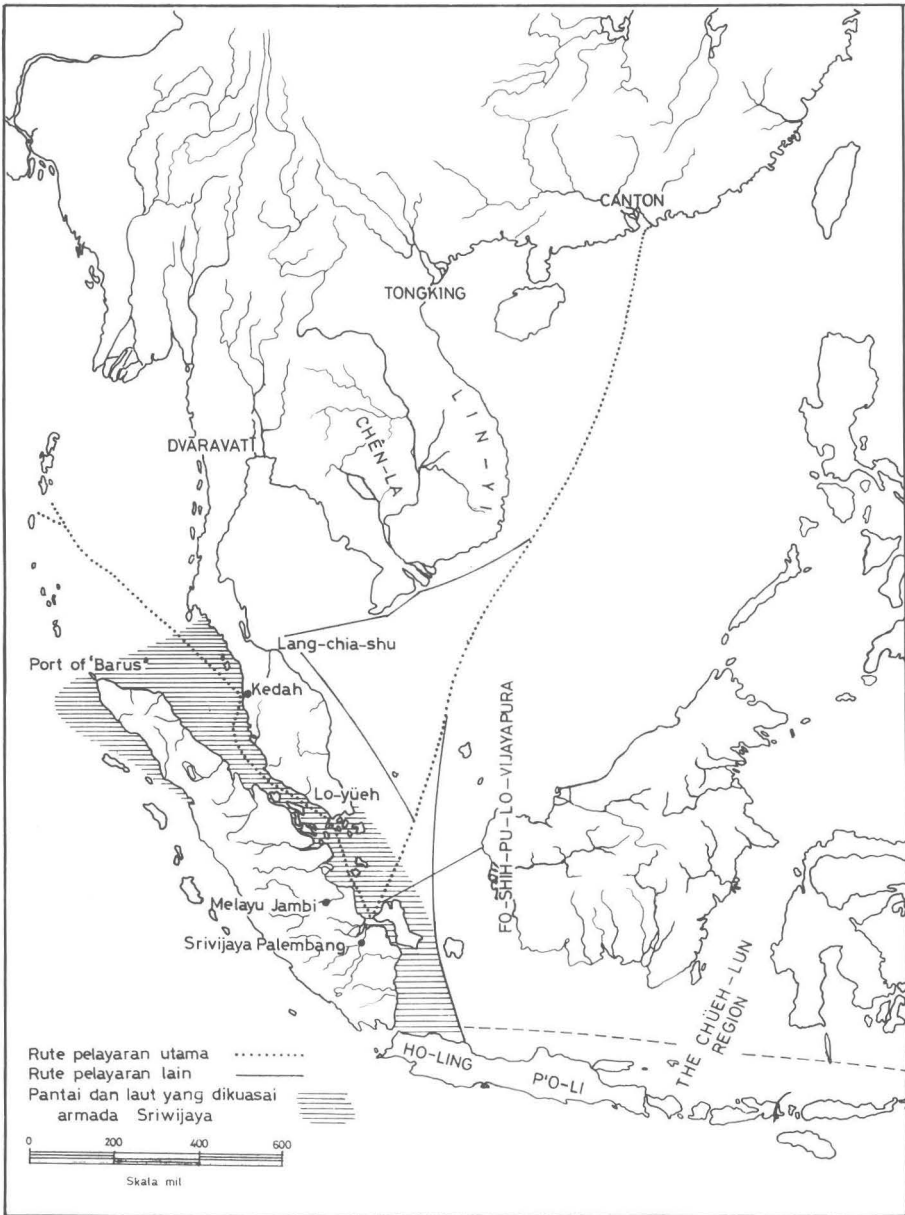 CANTON
TONGKING
LIN-YI
CHËN-LA
DVARAVATI
Lang-chia-shu
Port of 'Barus'
Kedah
FO-SHIH-PU-LO-VIJAYAPURA
Lo-yüeh
Melayu Jambi
Srivijaya Palembang
THE CHÜEH-LUN
REGION
HO-LING
P'O-LI
Rute pelayaran utama
Rute pelayaran lain
Pantai dan laut yang dikuasai
armada Sriwijaya
0 200 400 600
Skala mil